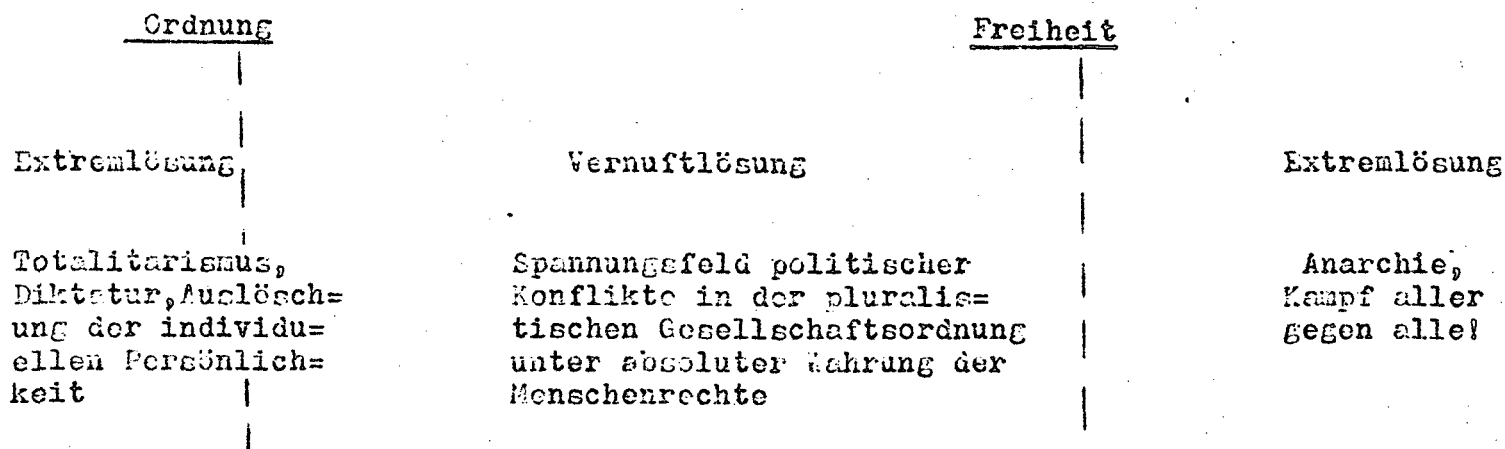 Ordnung
Freiheit
Extremlösung
Vernuftlösung
Extremlösung
Totalitarismus,
Diktatur,Auslösch=
ung der individu=
ellen Persönlich=
keit
Spannungsfeld politischer
Konflikte in der pluralis=
tischen Gesellschaftsordnung
unter absoluter Wahrung der
Menschenrechte
Anarchie,
Kampf aller
gegen alle!